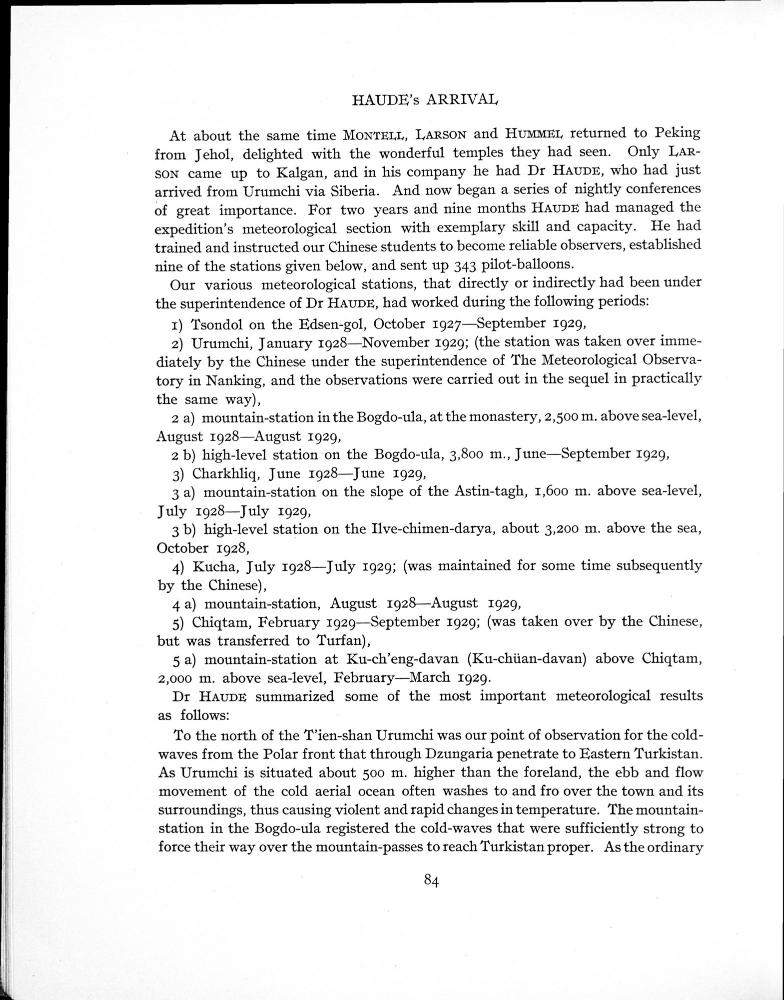 HAUDE's ARRIVAL
At about the same time MONTELL, LARSON and HUMMEL returned to Peking
from Jehol, delighted with the wonderful temples they had seen. Only LAR-
SON came up to Kalgan, and in his company he had Dr HAUDE, who had just
arrived from Urumchi via Siberia. And now began a series of nightly conferences
of great importance. For two years and nine months HAUDE had managed the
expedition's meteorological section with exemplary skill and capacity. He had
trained and instructed our Chinese students to become reliable observers, established
nine of the stations given below, and sent up 343 pilot-balloons.
Our various meteorological stations, that directly or indirectly had been under
the superintendence of Dr HAUDE, had worked during the following periods:
1) Tsondol on the Edsen-gol, October 1927—September 1929,
2) Urumchi, January 1928—November 1929; (the station was taken over imme-
diately by the Chinese under the superintendence of The Meteorological Observa-
tory in Nanking, and the observations were carried out in the sequel in practically
the same way),
2 a) mountain-station in the Bogdo-ula, at the monastery, 2,500 m. above sea-level,
August 1928—August 1929,
2 b) high-level station on the Bogdo-ula, 3,800 m., June—September 1929,
3) Charkhliq, June 1928—June 1929,
3 a) mountain-station on the slope of the Astin-tagh, 1,600 m. above sea-level,
July 1928—July 1929,
3 b) high-level station on the Ilve-chimen-darya, about 3,200 m. above the sea,
October 1928,
4) Kucha, July 1928—July 1929; (was maintained for some time subsequently
by the Chinese),
4 a) mountain-station, August 1928—August 1929,
5) Chiqtam, February 1929—September 1929; (was taken over by the Chinese,
but was transferred to Turfan),
5 a) mountain-station at Ku-ch'eng-davan (Ku-chüan-davan) above Chiqtam,
2,000 m. above sea-level, February—March 1929.
Dr HAUDE summarized some of the most important meteorological results
as follows:
To the north of the T'ien-shan Urumchi was our point of observation for the cold-
waves from the Polar front that through Dzungaria penetrate to Eastern Turkistan.
As Urumchi is situated about 500 m. higher than the foreland, the ebb and flow
movement of the cold aerial ocean often washes to and fro over the town and its
surroundings, thus causing violent and rapid changes in temperature. The mountain-
station in the Bogdo-ula registered the cold-waves that were sufficiently strong to
force their way over the mountain-passes to reach Turkistan proper. As the ordinary
84